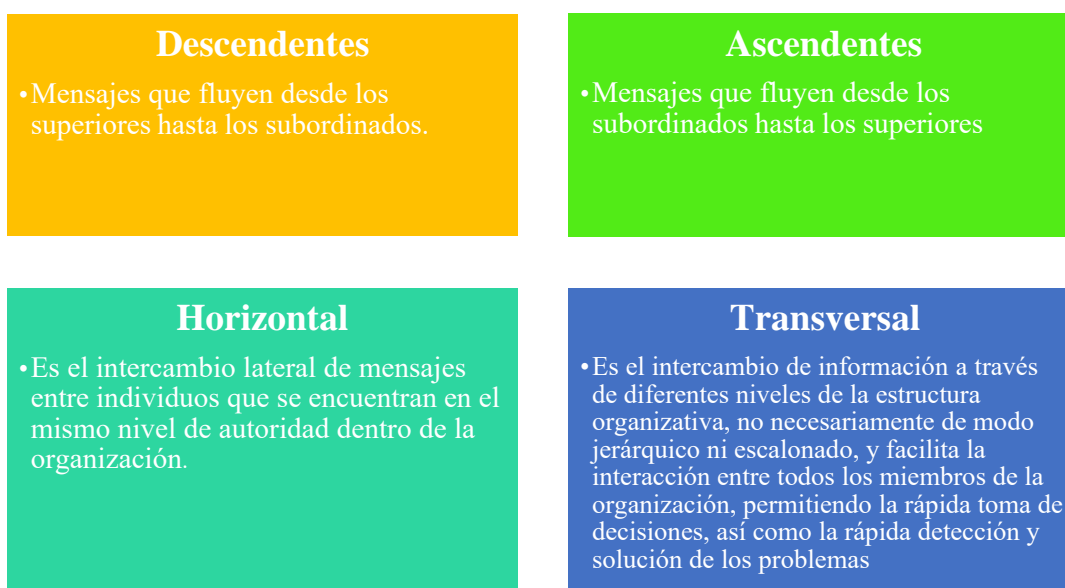 Descendentes
•Mensajes que fluyen desde los
superiores hasta los subordinados.
Ascendentes
•Mensajes que fluyen desde los
subordinados hasta los superiores
Horizontal
•Es el intercambio lateral de mensajes
entre individuos que se encuentran en el
mismo nivel de autoridad dentro de la
organización.
Transversal
•Es el intercambio de información a través
de diferentes niveles de la estructura
organizativa, no necesariamente de modo
jerárquico ni escalonado, y facilita la
interacción entre todos los miembros de la
organización, permitiendo la rápida toma de
decisiones, así como la rápida detección y
solución de los problemas